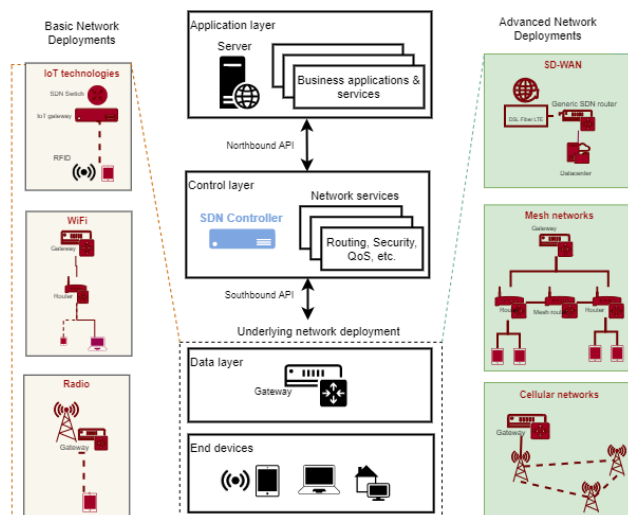 Basic Network
Deployments
IoT technologies
SDN Switch
IoT gateway
RFID
WiFi
Gateway
Router
Radio
Gateway
Application layer
Server
Business applications &
services
Northbound API
Control layer
Network services
SDN Controller
Routing, Security,
QoS, etc.
Southbound API
Underlying network deployment
Data layer
Gateway
End devices
Advanced Network
Deployments
SD-WAN
Generic SDN router
DSL Fiber LTE
Datacenter
Mesh networks
Gateway
Router
Mesh router
Router
Cellular networks
Gateway